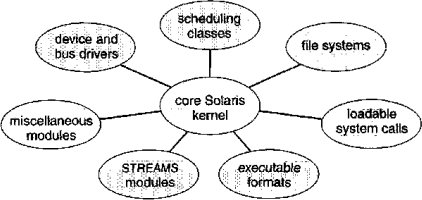 scheduling
classes
device and
bus drivers
file systems
core Solaris
kernel
miscellaneous
modules
loadable
system calls
STREAMS
modules
executable
formats